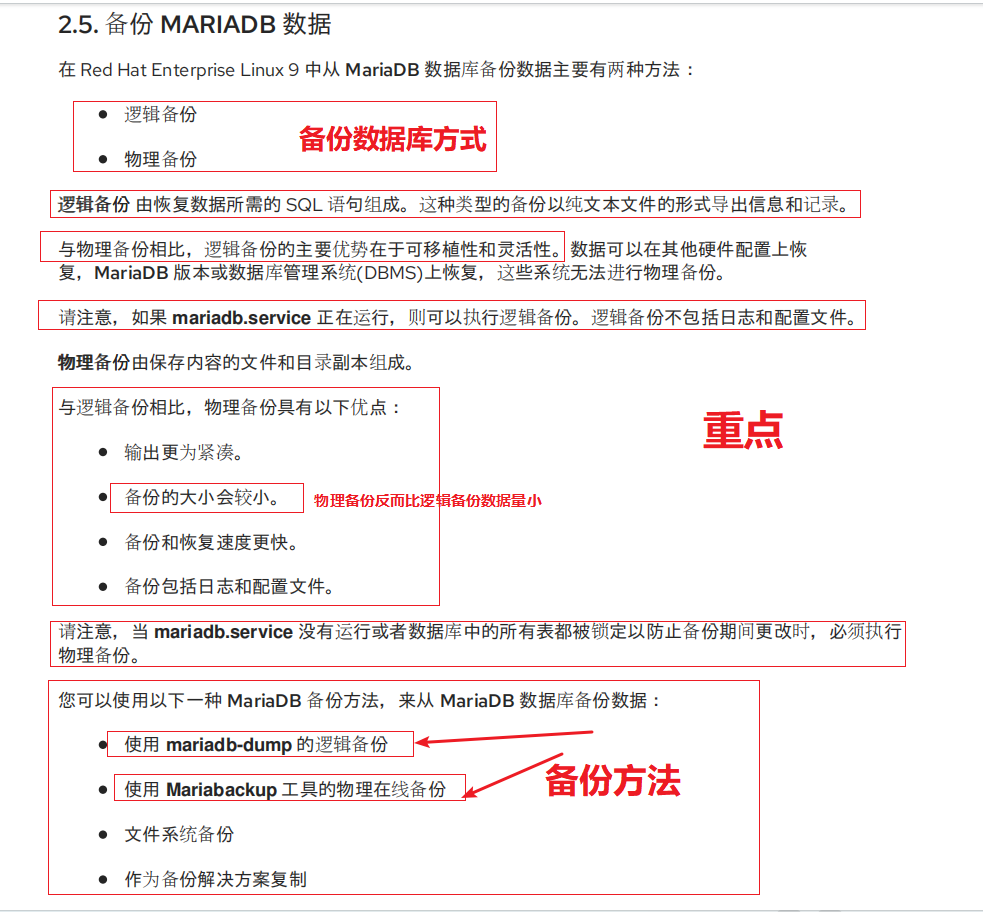 2.5. 备份 MARIADB 数据
在 Red Hat Enterprise Linux 9 中从 MariaDB 数据库备份数据主要有两种方法：
● 逻辑备份
备份数据库方式
● 物理备份
逻辑备份 由恢复数据所需的 SQL 语句组成。这种类型的备份以纯文本文件的形式导出信息和记录。
与物理备份相比，逻辑备份的主要优势在于可移植性和灵活性。数据可以在其他硬件配置上恢
复，MariaDB 版本或数据库管理系统(DBMS)上恢复，这些系统无法进行物理备份。
请注意，如果 mariadb.service 正在运行，则可以执行逻辑备份。逻辑备份不包括日志和配置文件。
物理备份由保存内容的文件和目录副本组成。
与逻辑备份相比，物理备份具有以下优点：
重点
● 输出更为紧凑。
● 备份的大小会较小。
物理备份反而比逻辑备份数据量小
● 备份和恢复速度更快。
● 备份包括日志和配置文件。
请注意，当 mariadb.service 没有运行或者数据库中的所有表都被锁定以防止备份期间更改时，必须执行
物理备份。
您可以使用以下一种 MariaDB 备份方法，来从 MariaDB 数据库备份数据：
● 使用 mariadb-dump 的逻辑备份
备份方法
● 使用 Mariabackup 工具的物理在线备份
● 文件系统备份
● 作为备份解决方案复制